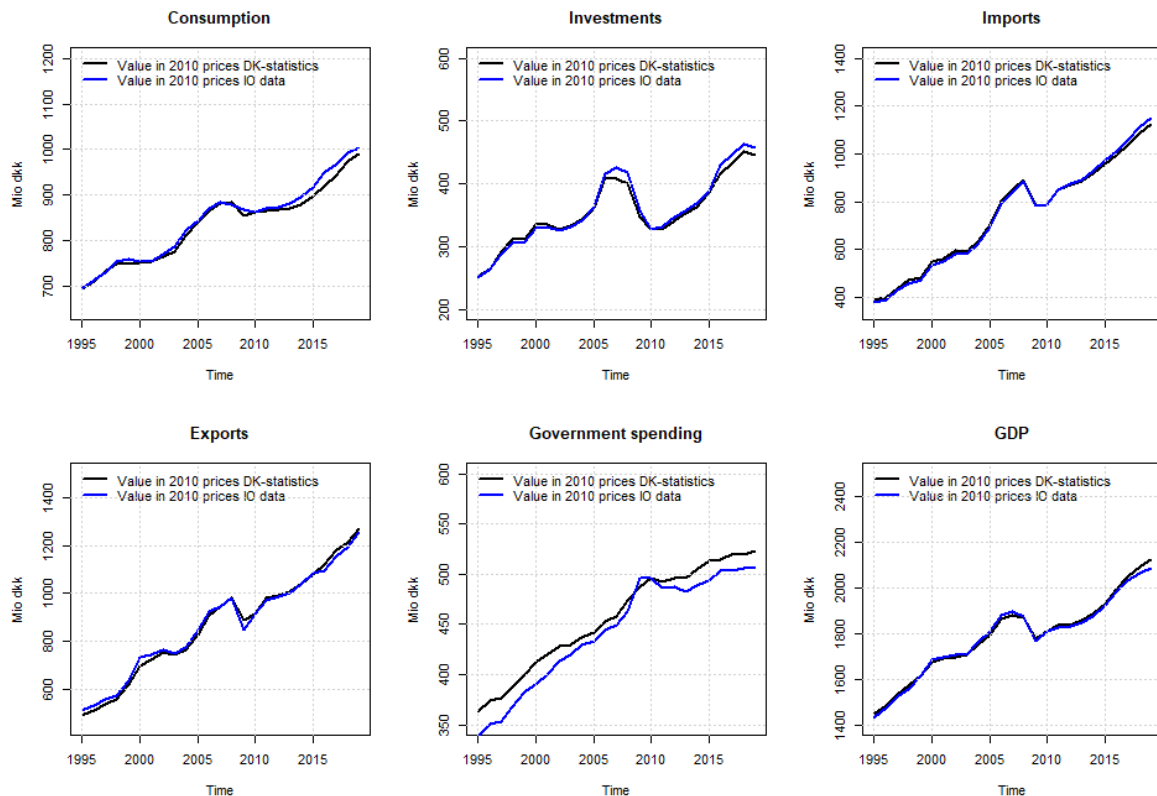 Consumption
Value in 2010 prices DK-statistics
Value in 2010 prices IO data
Mio dkk
1200
1100
1000
900
800
700
1995
2000
2005
2010
2015
Time
Investments
Value in 2010 prices DK-statistics
Value in 2010 prices IO data
Mio dkk
600
500
400
300
200
1995
2000
2005
2010
2015
Time
Imports
Value in 2010 prices DK-statistics
Value in 2010 prices IO data
Mio dkk
1400
1200
1000
800
600
400
1995
2000
2005
2010
2015
Time
Exports
Value in 2010 prices DK-statistics
Value in 2010 prices IO data
Mio dkk
1400
1200
1000
800
600
1995
2000
2005
2010
2015
Time
Government spending
Value in 2010 prices DK-statistics
Value in 2010 prices IO data
Mio dkk
600
550
500
450
400
350
1995
2000
2005
2010
2015
Time
GDP
Value in 2010 prices DK-statistics
Value in 2010 prices IO data
Mio dkk
2400
2200
2000
1800
1600
1400
1995
2000
2005
2010
2015
Time